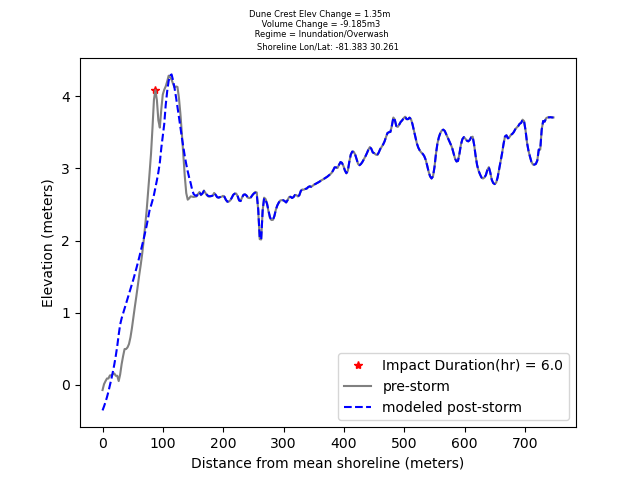 Dune Crest Elev Change = 1.35m
Volume Change = -9.185m3
Regime = Inundation/Overwash
Shoreline Lon/Lat: -81.383 30.261
4
3
2
1
0
Elevation (meters)
Impact Duration(hr) = 6.0
pre-storm
modeled post-storm
0 100 200 300 400 500 600 700
Distance from mean shoreline (meters)